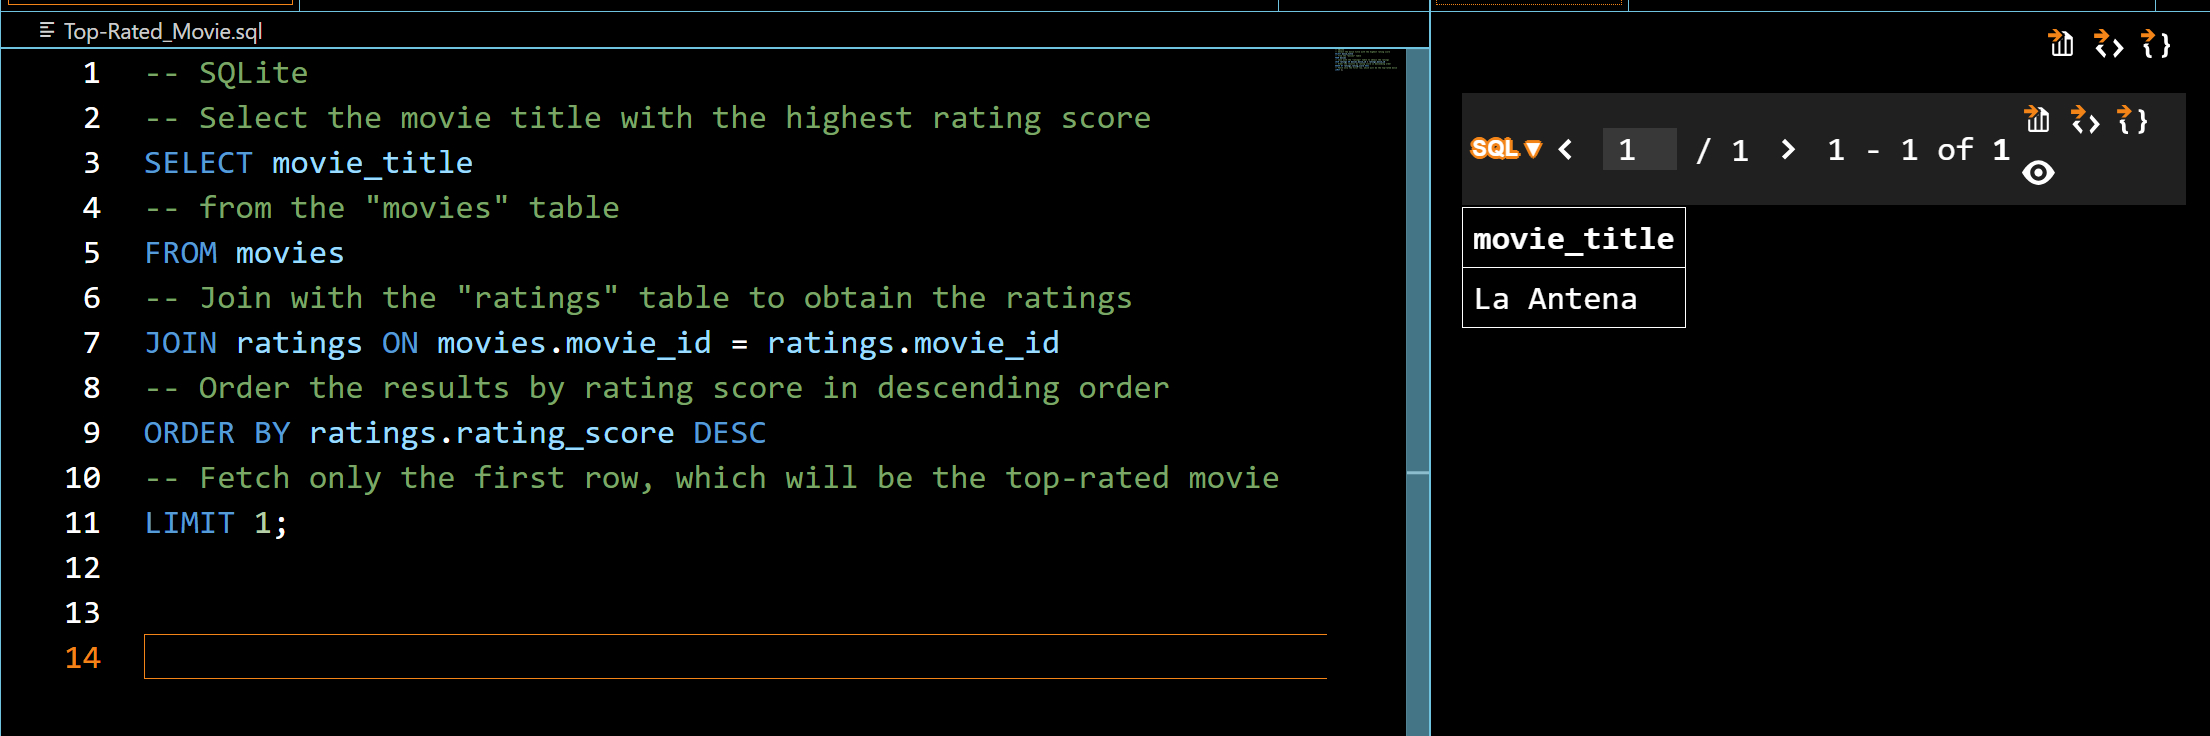 Top-Rated_Movie.sql
1 -- SQLite
2 -- Select the movie title with the highest rating score
3 SELECT movie_title
4 -- from the "movies" table
5 FROM movies
6 -- Join with the "ratings" table to obtain the ratings
7 JOIN ratings ON movies.movie_id = ratings.movie_id
8 -- Order the results by rating score in descending order
9 ORDER BY ratings.rating_score DESC
10 -- Fetch only the first row, which will be the top-rated movie
11 LIMIT 1;
12
13
14
SQL 1 / 1 1 - 1 of 1
movie_title
La Antena